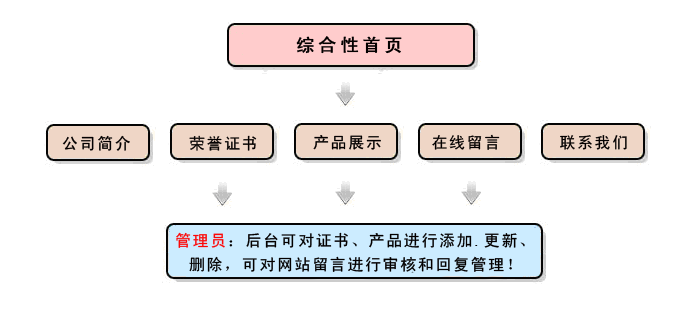 综合性首页
公司简介
荣誉证书
产品展示
在线留言
联系我们
管理员：后台可对证书、产品进行添加.更新、
删除，可对网站留言进行审核和回复管理！